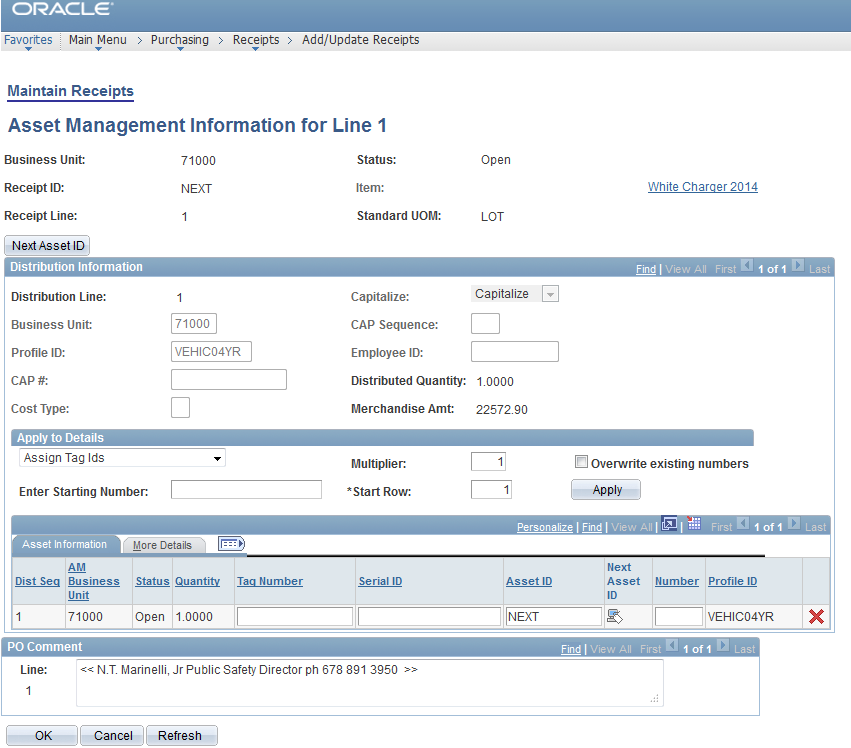 ORACLE
Favorites Main Menu > Purchasing > Receipts > Add/Update Receipts
Maintain Receipts
Asset Management Information for Line 1
Business Unit: 71000 Status: Open
Receipt ID: NEXT Item: White Charger 2014
Receipt Line: 1 Standard UOM: LOT
Next Asset ID
Distribution Information Find | View All First 1 of 1 Last
Distribution Line: 1 Capitalize: Capitalize
Business Unit: 71000 CAP Sequence:
Profile ID: VEHIC04YR Employee ID:
CAP #: Distributed Quantity: 1.0000
Cost Type: Merchandise Amt: 22572.90
Apply to Details
Assign Tag Ids Multiplier: 1 Overwrite existing numbers
Enter Starting Number: *Start Row: 1 Apply
Personalize | Find | View All | | First 1 of 1 Last
Asset Information More Details
Dist Seq AM Business Unit Status Quantity Tag Number Serial ID Asset ID Next Asset ID Number Profile ID
1 71000 Open 1.0000 NEXT VEHIC04YR
PO Comment Find | View All First 1 of 1 Last
Line: << N.T. Marinelli, Jr Public Safety Director ph 678 891 3950 >>
1
OK Cancel Refresh